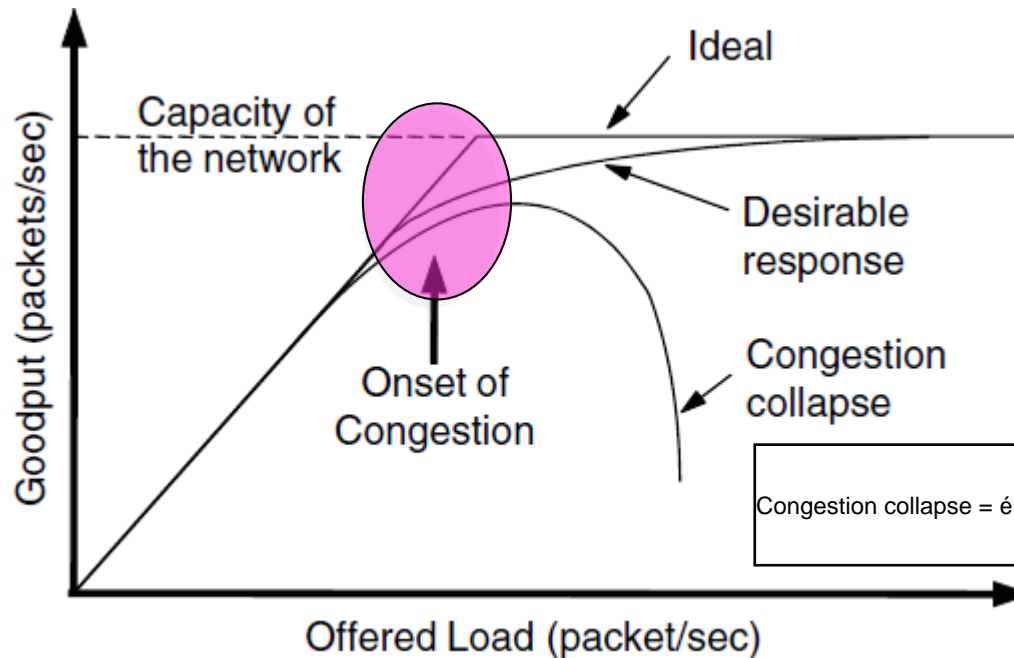 Ideal
Capacity of
the network
Desirable
response
Onset of
Congestion
Congestion
collapse
Congestion collapse = é
Goodput (packets/sec)
Offered Load (packet/sec)